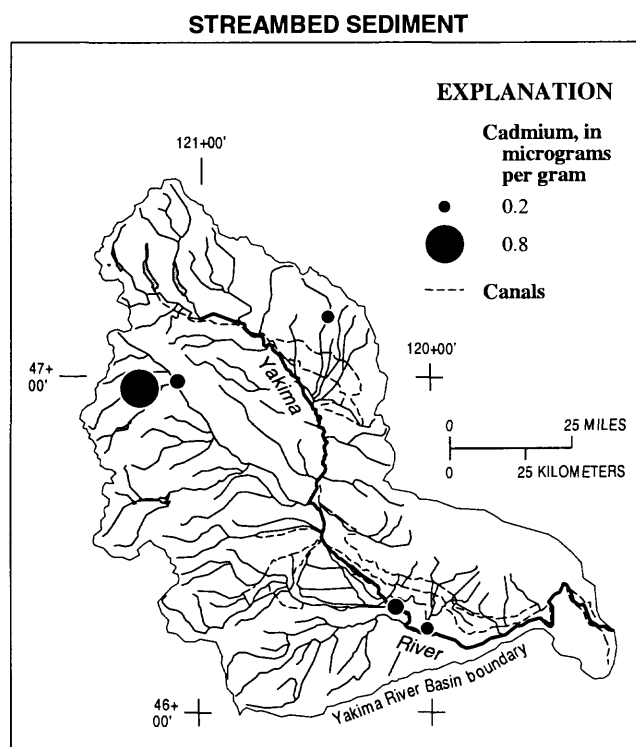 STREAMBED SEDIMENT
EXPLANATION
Cadmium, in
micrograms
per gram
0.2
0.8
Canals
121+00'
120+00'
47+
00'
Yakima
0 25 MILES
0 25 KILOMETERS
River
Yakima River Basin boundary
46+
00'